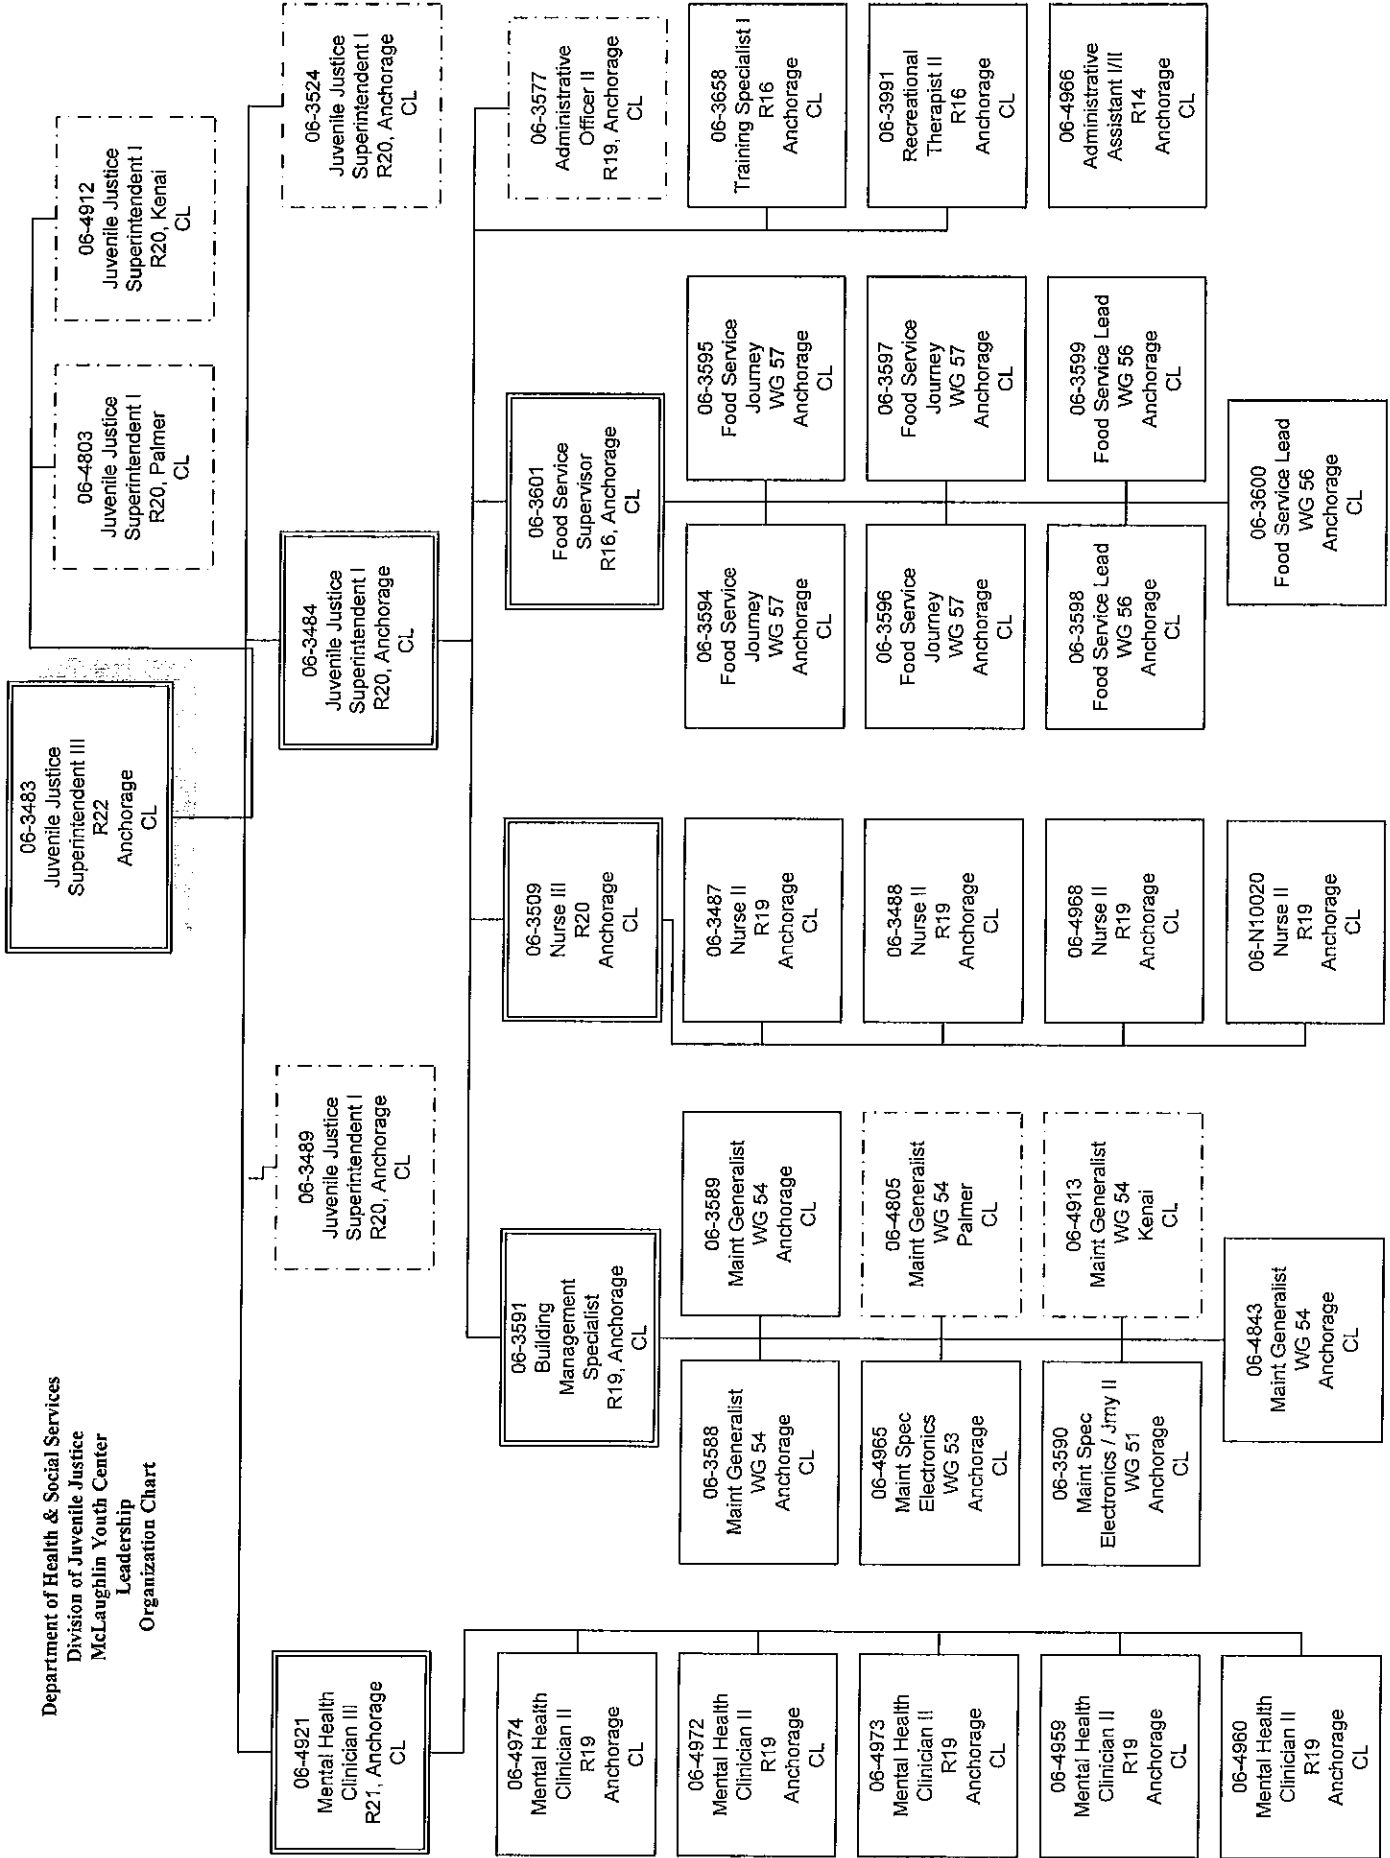 Department of Health & Social Services
Division of Juvenile Justice
McLaughlin Youth Center
Leadership
Organization Chart
06-3483
Juvenile Justice
Superintendent III
R22
Anchorage
CL
06-4803
Juvenile Justice
Superintendent I
R20, Palmer
CL
06-4912
Juvenile Justice
Superintendent I
R20, Kenai
CL
06-4921
Mental Health
Clinician III
R21, Anchorage
CL
06-3489
Juvenile Justice
Superintendent I
R20, Anchorage
CL
06-3484
Juvenile Justice
Superintendent I
R20, Anchorage
CL
06-3524
Juvenile Justice
Superintendent I
R20, Anchorage
CL
06-4974
Mental Health
Clinician II
R19
Anchorage
CL
06-4972
Mental Health
Clinician II
R19
Anchorage
CL
06-4973
Mental Health
Clinician II
R19
Anchorage
CL
06-4959
Mental Health
Clinician II
R19
Anchorage
CL
06-4960
Mental Health
Clinician II
R19
Anchorage
CL
06-3591
Building
Management
Specialist
R19, Anchorage
CL
06-3588
Maint Generalist
WG 54
Anchorage
CL
06-3589
Maint Generalist
WG 54
Anchorage
CL
06-4965
Maint Spec
Electronics
WG 53
Anchorage
CL
06-4805
Maint Generalist
WG 54
Palmer
CL
06-3590
Maint Spec
Electronics / Jrny II
WG 51
Anchorage
CL
06-4913
Maint Generalist
WG 54
Kenai
CL
06-4843
Maint Generalist
WG 54
Anchorage
CL
06-3509
Nurse III
R20
Anchorage
CL
06-3487
Nurse II
R19
Anchorage
CL
06-3488
Nurse II
R19
Anchorage
CL
06-4968
Nurse II
R19
Anchorage
CL
06-N10020
Nurse II
R19
Anchorage
CL
06-3601
Food Service
Supervisor
R16, Anchorage
CL
06-3594
Food Service
Journey
WG 57
Anchorage
CL
06-3595
Food Service
Journey
WG 57
Anchorage
CL
06-3596
Food Service
Journey
WG 57
Anchorage
CL
06-3597
Food Service
Journey
WG 57
Anchorage
CL
06-3598
Food Service Lead
WG 56
Anchorage
CL
06-3599
Food Service Lead
WG 56
Anchorage
CL
06-3600
Food Service Lead
WG 56
Anchorage
CL
06-3577
Administrative
Officer II
R19, Anchorage
CL
06-3658
Training Specialist I
R16
Anchorage
CL
06-3991
Recreational
Therapist II
R16
Anchorage
CL
06-4966
Administrative
Assistant I/II
R14
Anchorage
CL